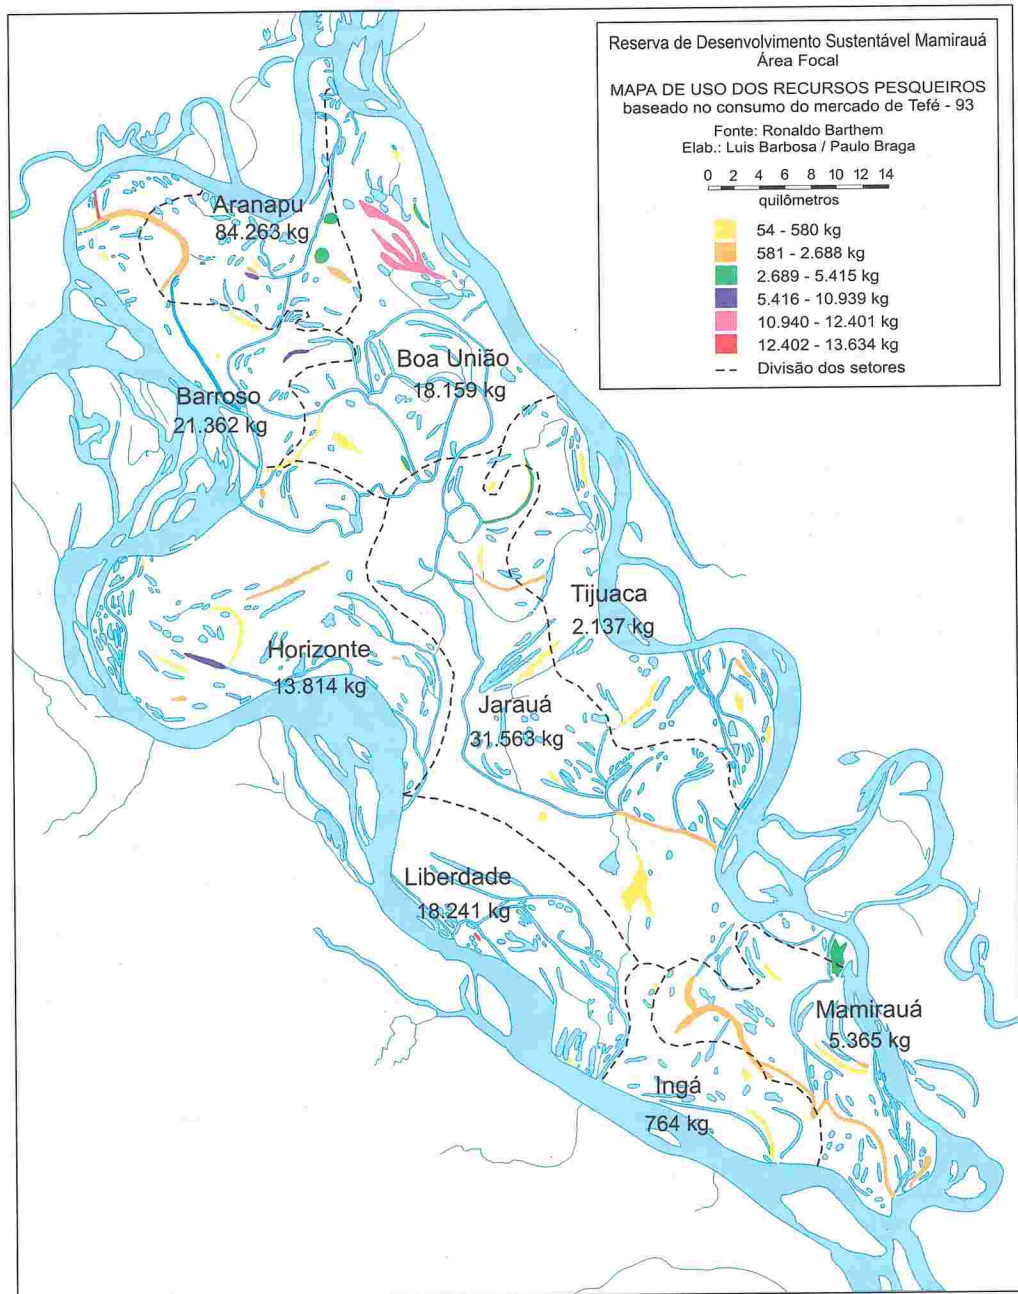 Reserva de Desenvolvimento Sustentável Mamirauá
Área Focal
MAPA DE USO DOS RECURSOS PESQUEIROS
baseado no consumo do mercado de Tefé - 93
Fonte: Ronaldo Barthem
Elab.: Luis Barbosa / Paulo Braga
0 2 4 6 8 10 12 14
quilômetros
54 - 580 kg
581 - 2.688 kg
2.689 - 5.415 kg
5.416 - 10.939 kg
10.940 - 12.401 kg
12.402 - 13.634 kg
Divisão dos setores
Aranapu
84.263 kg
Boa União
18.159 kg
Barroso
21.362 kg
Tijuaca
2.137 kg
Horizonte
13.814 kg
Jarauá
31.563 kg
Liberdade
18.241 kg
Mamirauá
5.365 kg
Ingá
764 kg